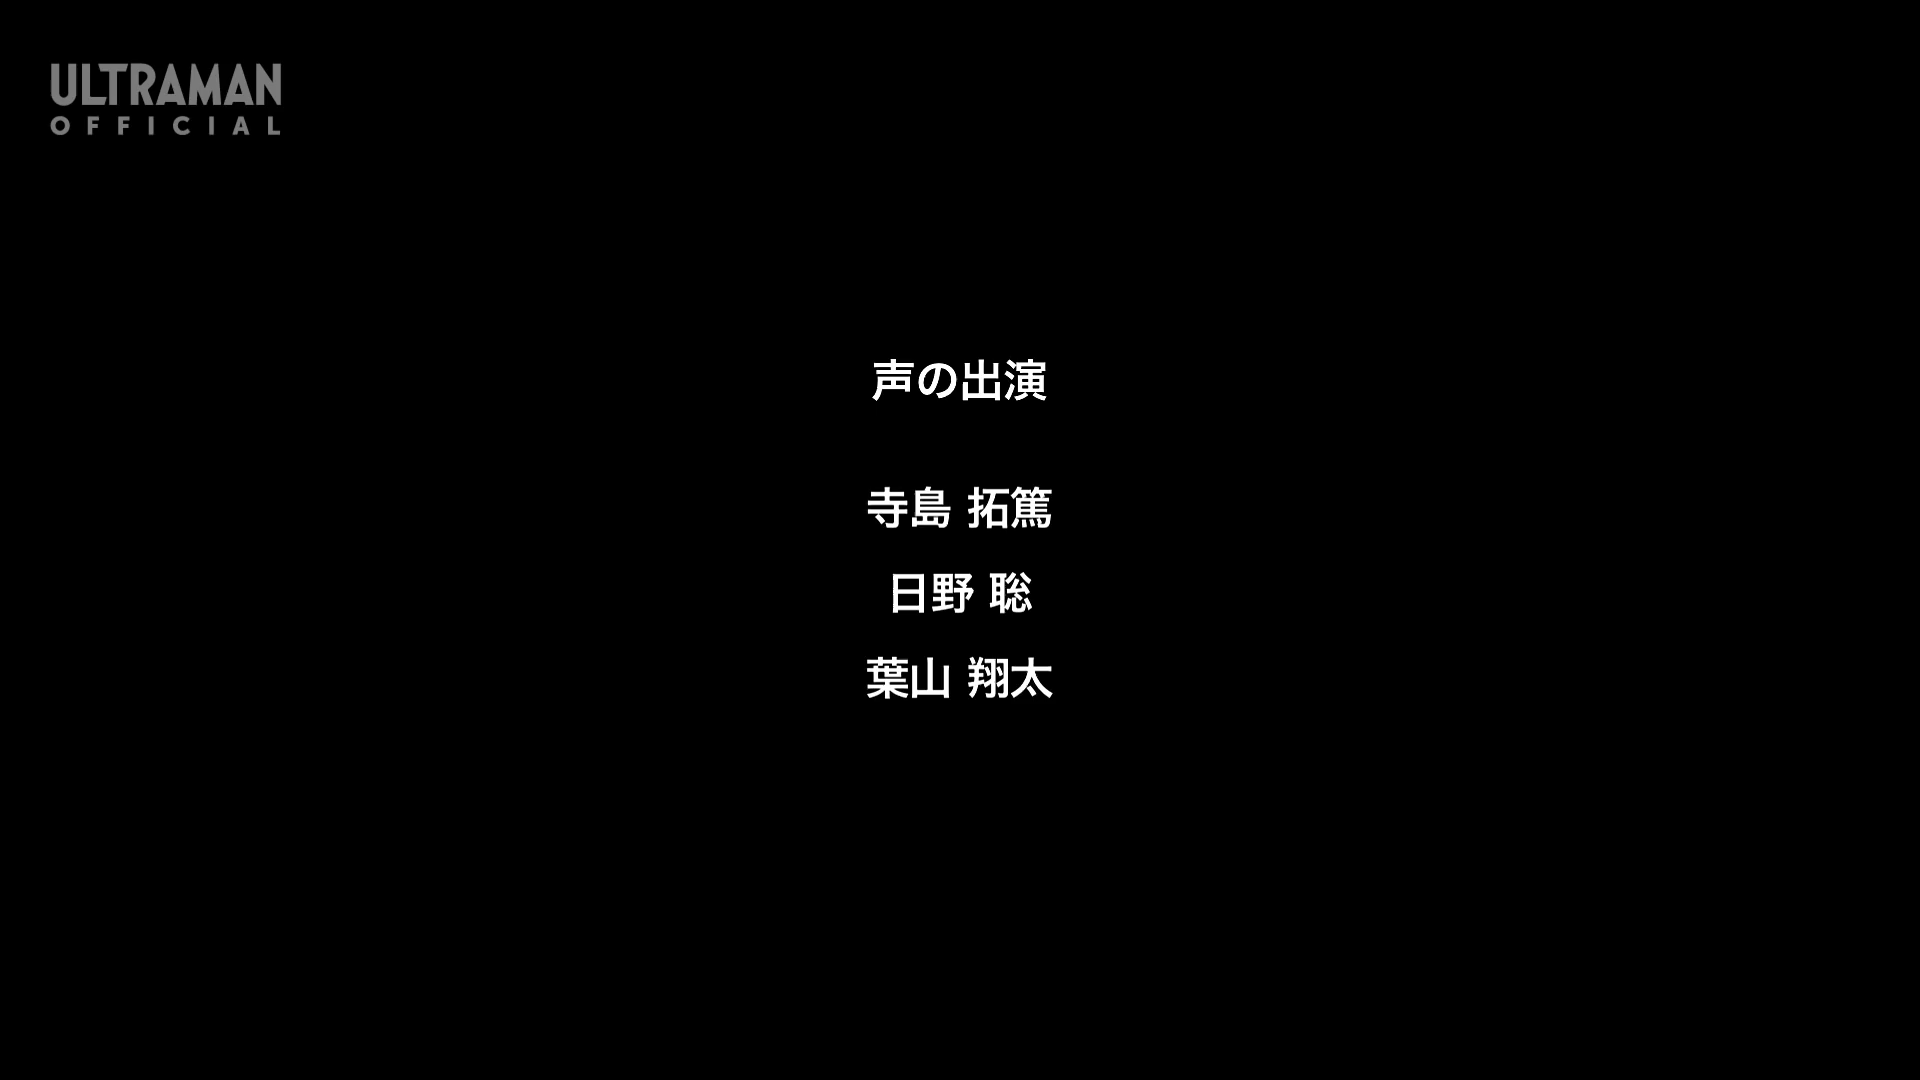 ULTRAMAN
OFFICIAL
声の出演
寺島 拓篤
日野 聡
葉山 翔太